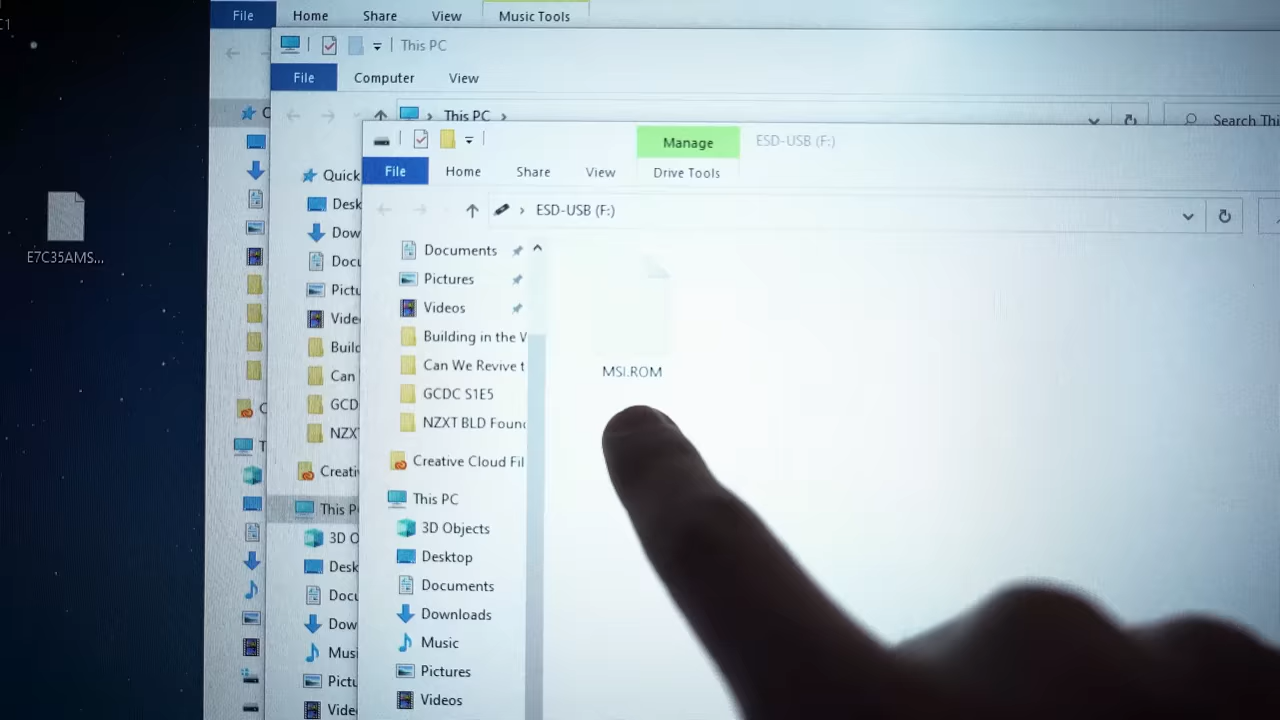 C1
File Home Share View Music Tools
This PC
File Computer View
This PC
Search Thi
Manage ESD-USB (F:)
File Home Share View Drive Tools
ESD-USB (F:)
E7C35AMS...
MSI.ROM
Documents
Pictures
Videos
Building in the W
Can We Revive t
GCDC S1E5
NZXT BLD Foun
Creative Cloud Fil
This PC
3D Objects
Desktop
Documents
Downloads
Music
Pictures
Videos
Quick
Desk
Dow
Docu
Pictu
Vide
Build
Can
GCD
NZX
Creati
This P
3D O
Desk
Docu
Dow
Musi
Pictu
Vide